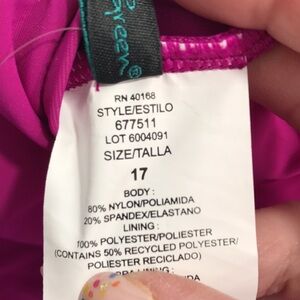 RN 40168
STYLE/ESTILO
677511
LOT 6004091
SIZE/TALLA
17
BODY:
80% NYLON/POLIAMIDA
20% SPANDEX/ELASTANO
LINING:
100% POLYESTER/POLIESTER
(CONTAINS 50% RECYCLED POLYESTER/
POLIESTER RECICLADO)